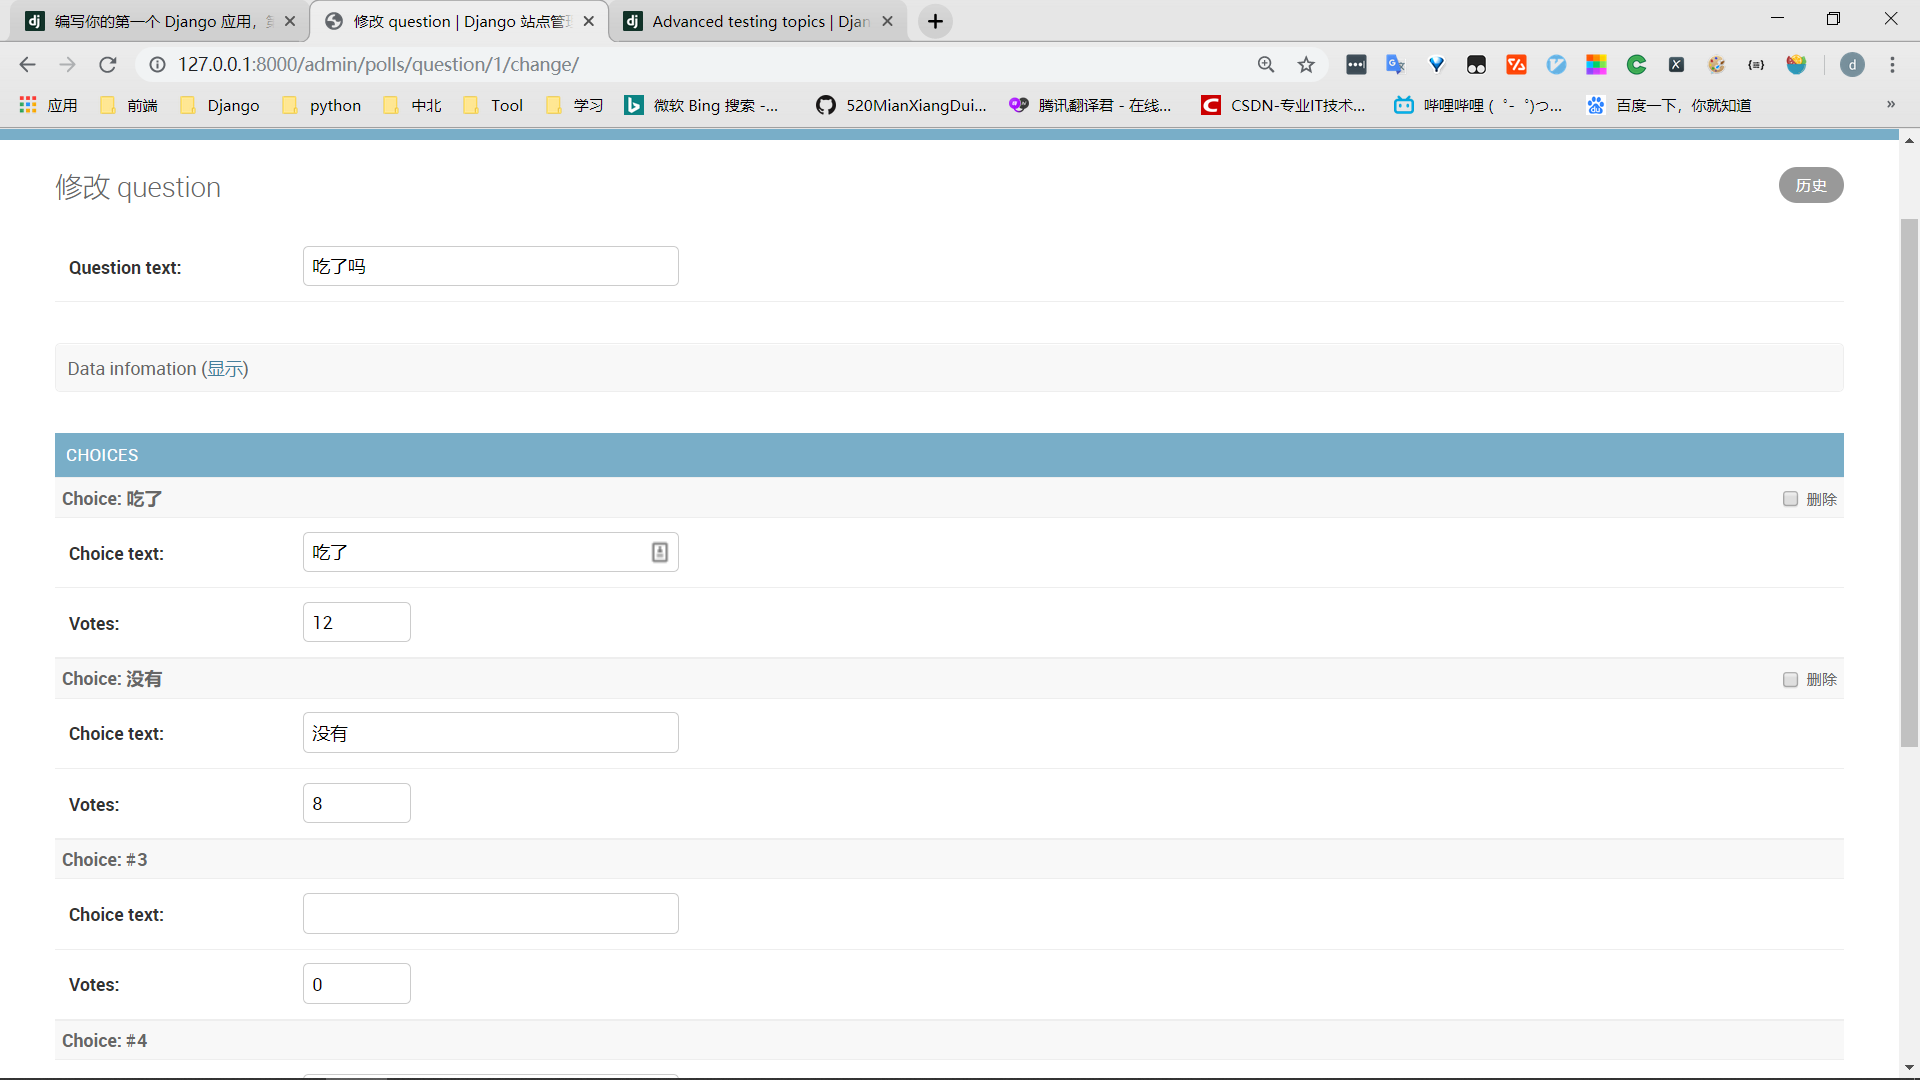 编写你的第一个 Django 应用，
修改 question | Django 站点管理
Advanced testing topics | Djan
127.0.0.1:8000/admin/polls/question/1/change/
d
应用
前端
Django
python
中北
Tool
学习
微软 Bing 搜索 -...
520MianXiangDui...
腾讯翻译君 - 在线...
CSDN-专业IT技术...
哔哩哔哩 (゜-゜)つ...
百度一下，你就知道
»
修改 question
历史
Question text:
吃了吗
Data infomation (显示)
CHOICES
Choice: 吃了
删除
Choice text:
吃了
Votes:
12
Choice: 没有
删除
Choice text:
没有
Votes:
8
Choice: #3
Choice text:
Votes:
0
Choice: #4